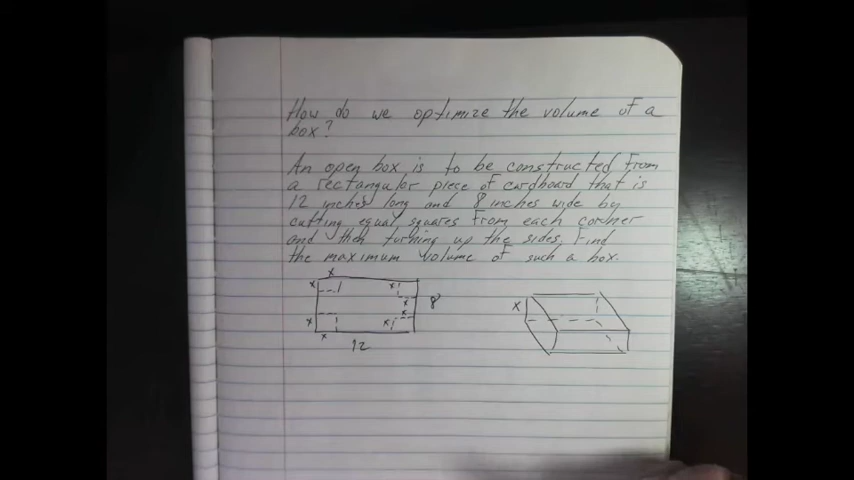 How do we optimize the volume of a
box?
An open box is to be constructed from
a rectangular piece of cardboard that is
12 inches long and 8 inches wide by
cutting equal squares from each corner
and then turning up the sides. Find
the maximum volume of such a box.
x
x x
x
8
x
x x
x
12
x